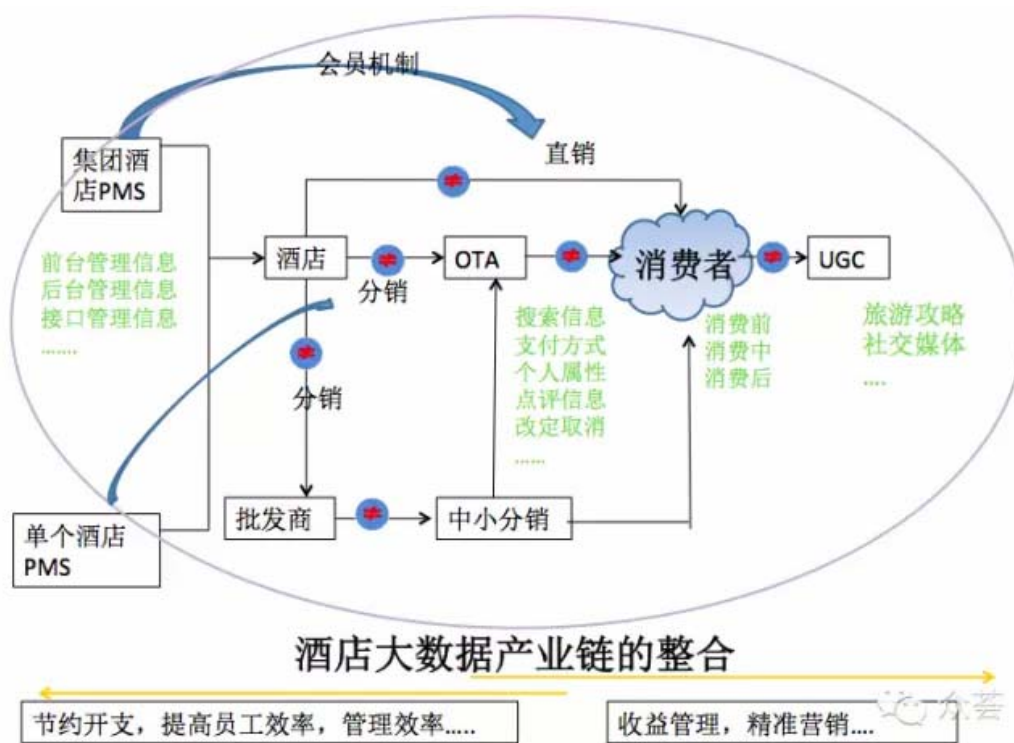 会员机制
集团酒
店PMS
直销
≠
酒店
≠
OTA
≠
消费者
≠
UGC
前台管理信息
后台管理信息
接口管理信息
.......
分销
≠
分销
搜索信息
支付方式
个人属性
点评信息
改定取消
......
消费前
消费中
消费后
旅游攻略
社交媒体
....
批发商
≠
中小分销
单个酒店
PMS
酒店大数据产业链的整合
节约开支，提高员工效率，管理效率.....
收益管理，精准营销....
众荟